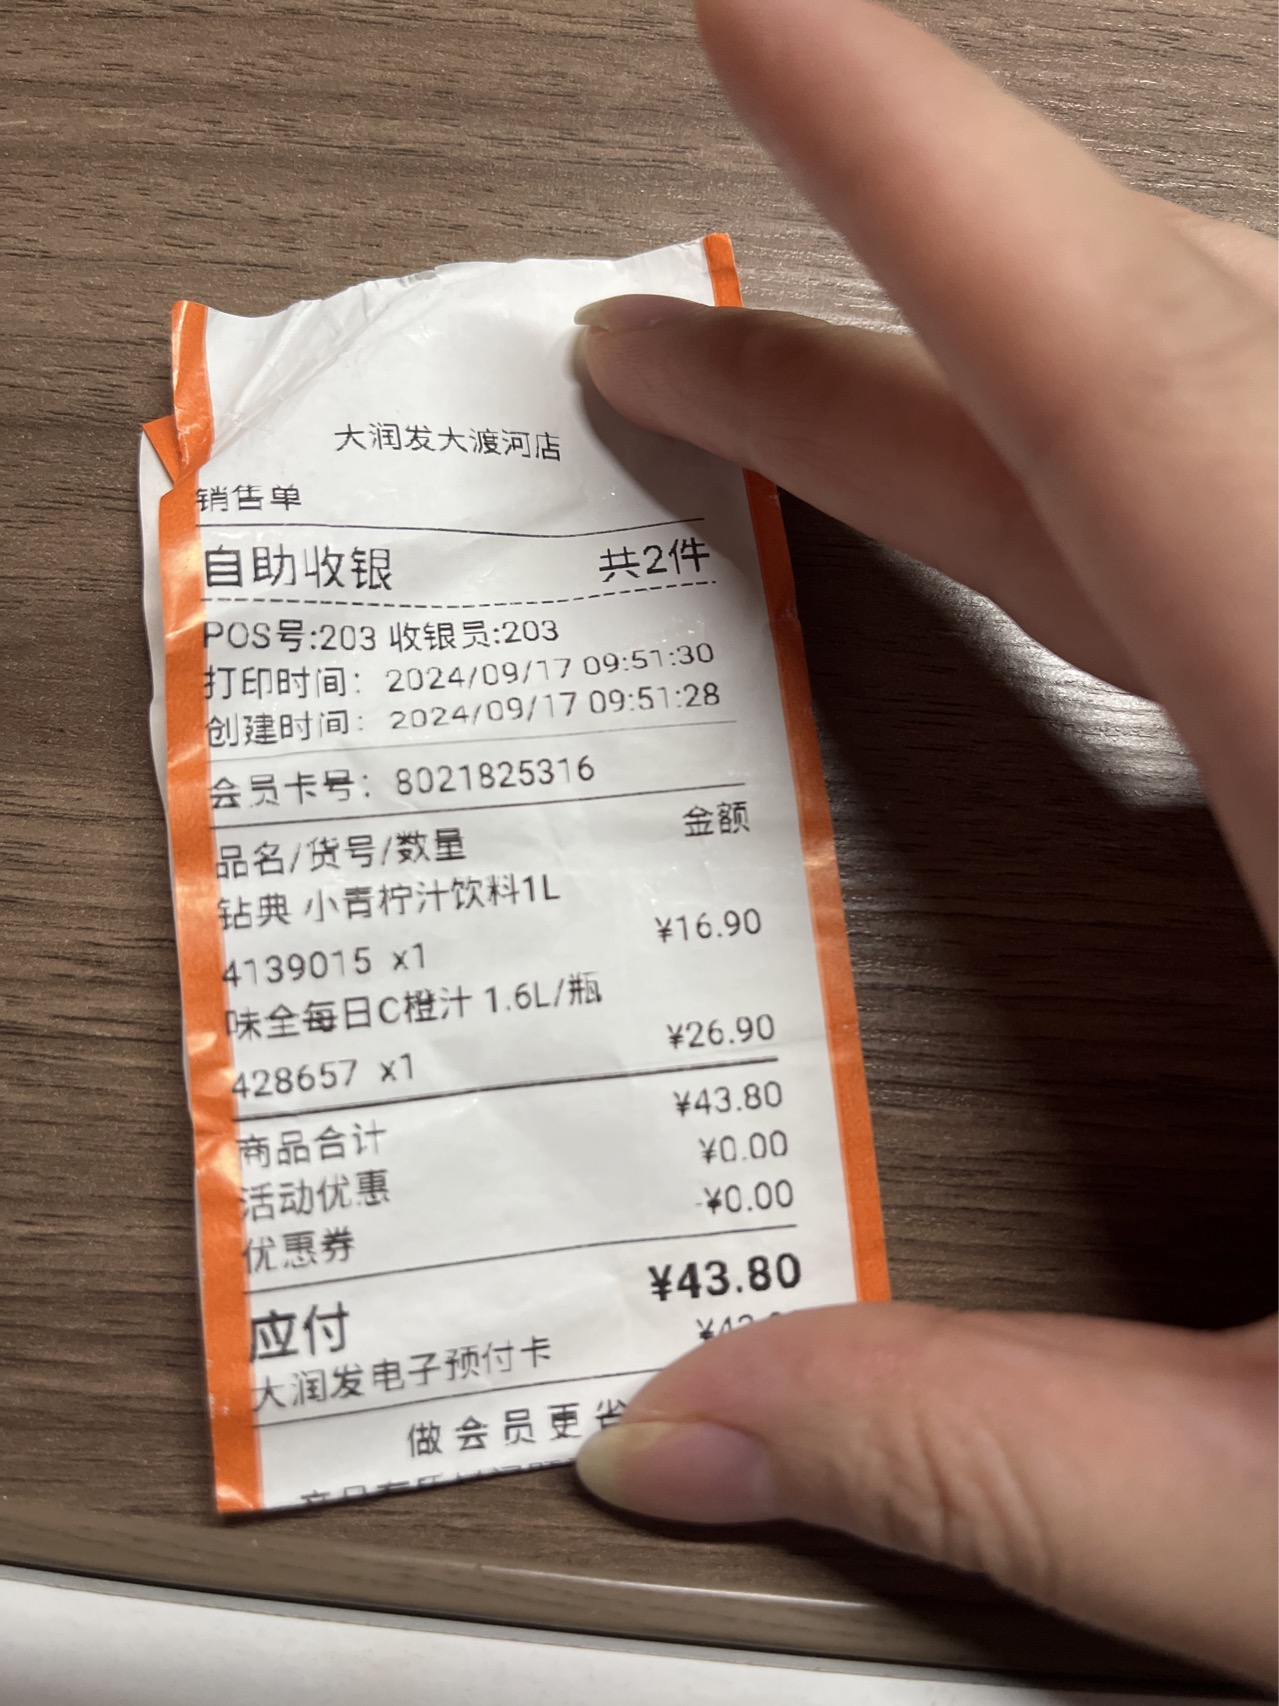 大润发大渡河店
销售单
自助收银 共2件
POS号:203 收银员:203
打印时间: 2024/09/17 09:51:30
创建时间: 2024/09/17 09:51:28
会员卡号: 8021825316
品名/货号/数量 金额
钻典 小青柠汁饮料1L
4139015 x1 ¥16.90
味全每日C橙汁 1.6L/瓶
428657 x1 ¥26.90
商品合计 ¥43.80
活动优惠 ¥0.00
优惠券 -¥0.00
应付 ¥43.80
大润发电子预付卡
做会员更省